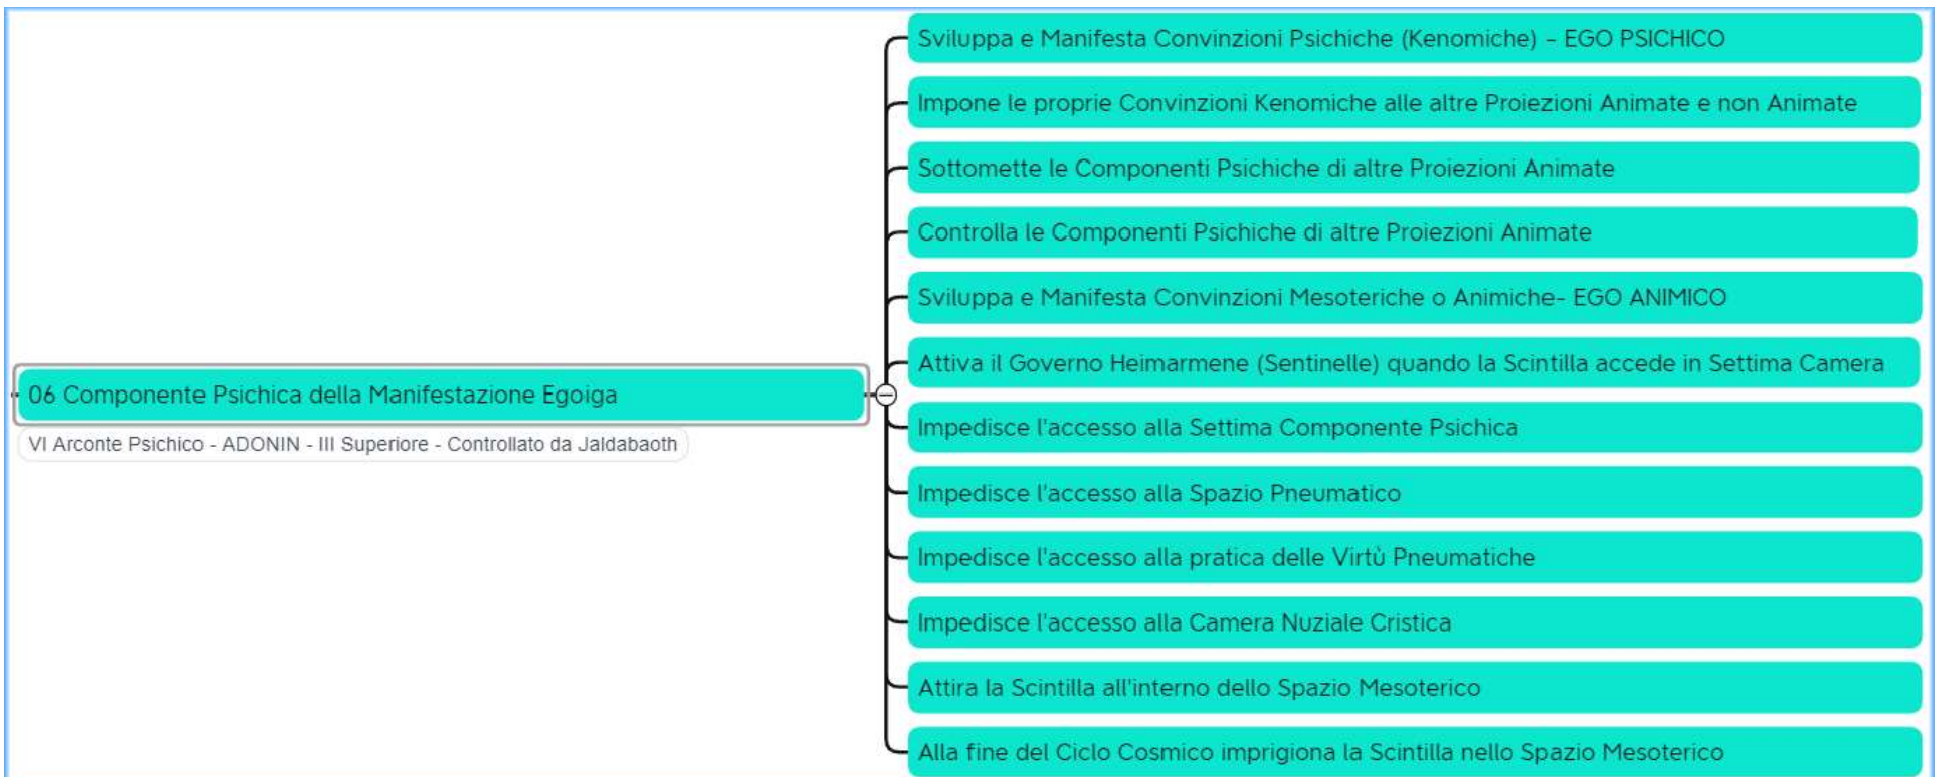 06 Componente Psichica della Manifestazione Egoiga
VI Arconte Psichico - ADONIN - III Superiore - Controllato da Jaldabaoth
Sviluppa e Manifesta Convinzioni Psichiche (Kenomiche) – EGO PSICHICO
Impone le proprie Convinzioni Kenomiche alle altre Proiezioni Animate e non Animate
Sottomette le Componenti Psichiche di altre Proiezioni Animate
Controlla le Componenti Psichiche di altre Proiezioni Animate
Sviluppa e Manifesta Convinzioni Mesoteriche o Animiche- EGO ANIMICO
Attiva il Governo Heimarmene (Sentinelle) quando la Scintilla accede in Settima Camera
Impedisce l'accesso alla Settima Componente Psichica
Impedisce l'accesso alla Spazio Pneumatico
Impedisce l'accesso alla pratica delle Virtù Pneumatiche
Impedisce l'accesso alla Camera Nuziale Cristica
Attira la Scintilla all'interno dello Spazio Mesoterico
Alla fine del Ciclo Cosmico imprigiona la Scintilla nello Spazio Mesoterico